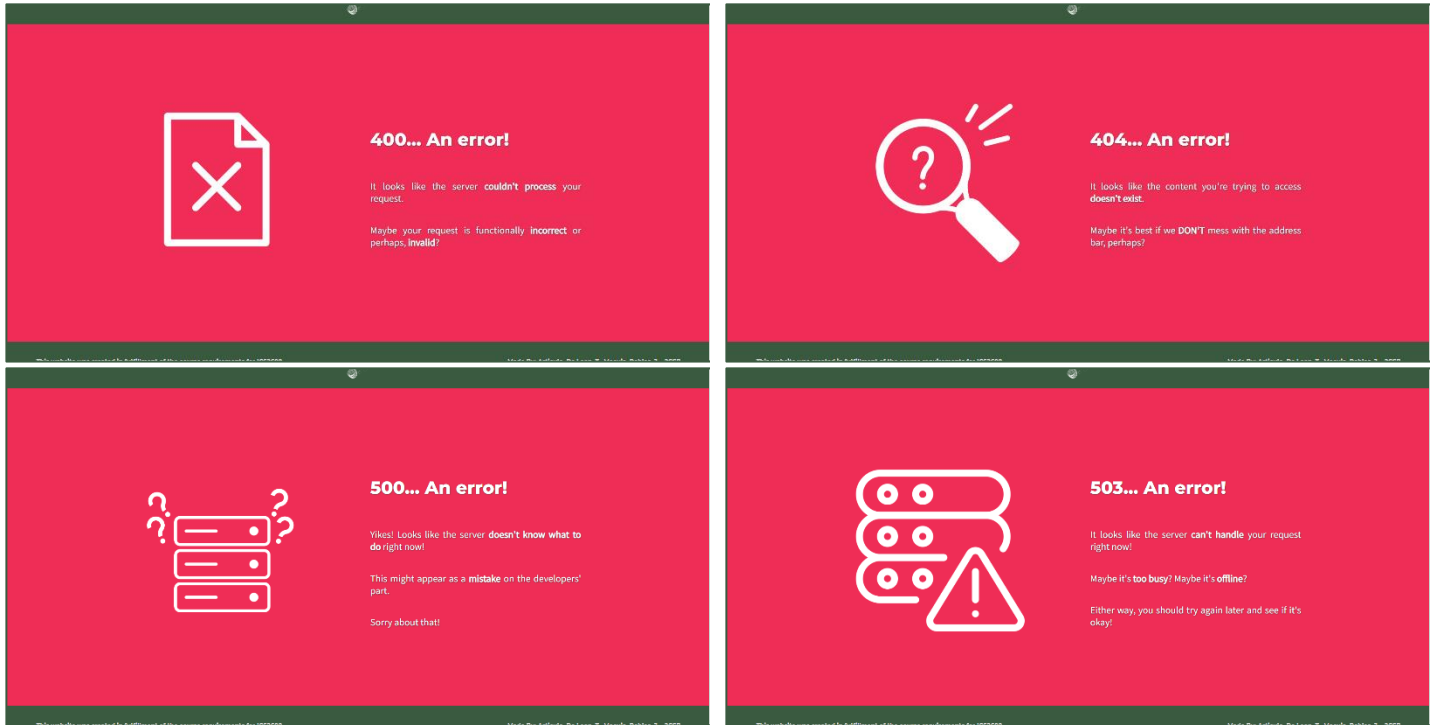 400... An error!
It looks like the server couldn't process your
request.
Maybe your request is functionally incorrect or
perhaps, invalid?
404... An error!
It looks like the content you're trying to access
doesn't exist.
Maybe it's best if we DON'T mess with the address
bar, perhaps?
500... An error!
Yikes! Looks like the server doesn't know what to
do right now!
This might appear as a mistake on the developers'
part.
Sorry about that!
503... An error!
It looks like the server can't handle your request
right now!
Maybe it's too busy? Maybe it's offline?
Either way, you should try again later and see if it's
okay!